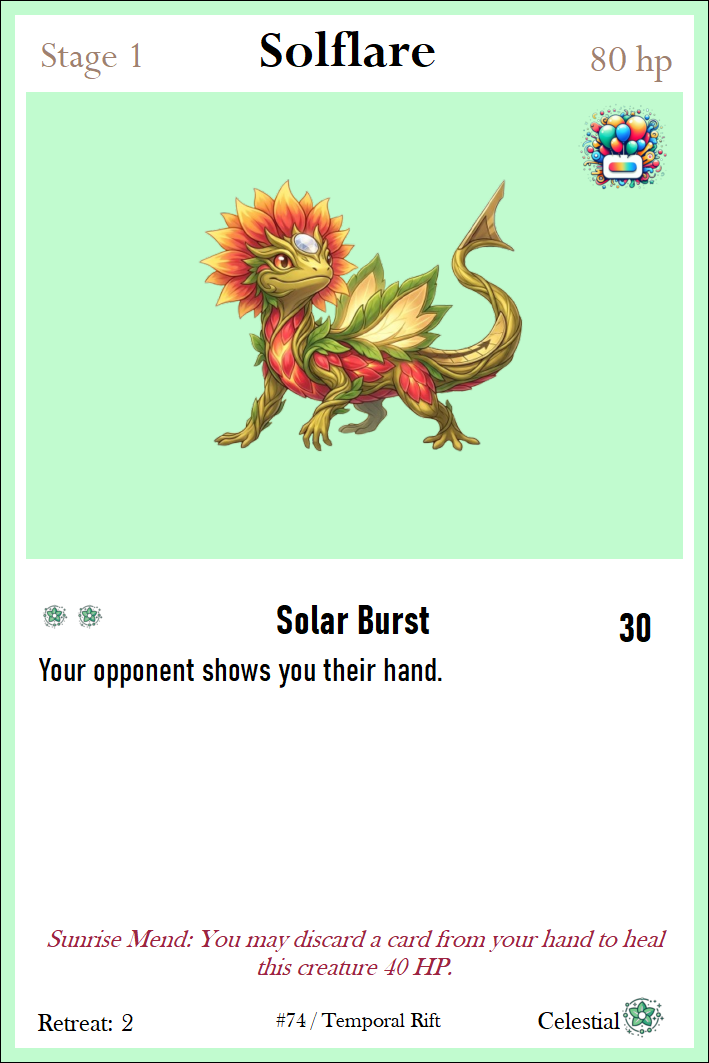 Stage 1
Solflare
80 hp
Solar Burst
30
Your opponent shows you their hand.
Sunrise Mend: You may discard a card from your hand to heal
this creature 40 HP.
Retreat: 2
#74 / Temporal Rift
Celestial